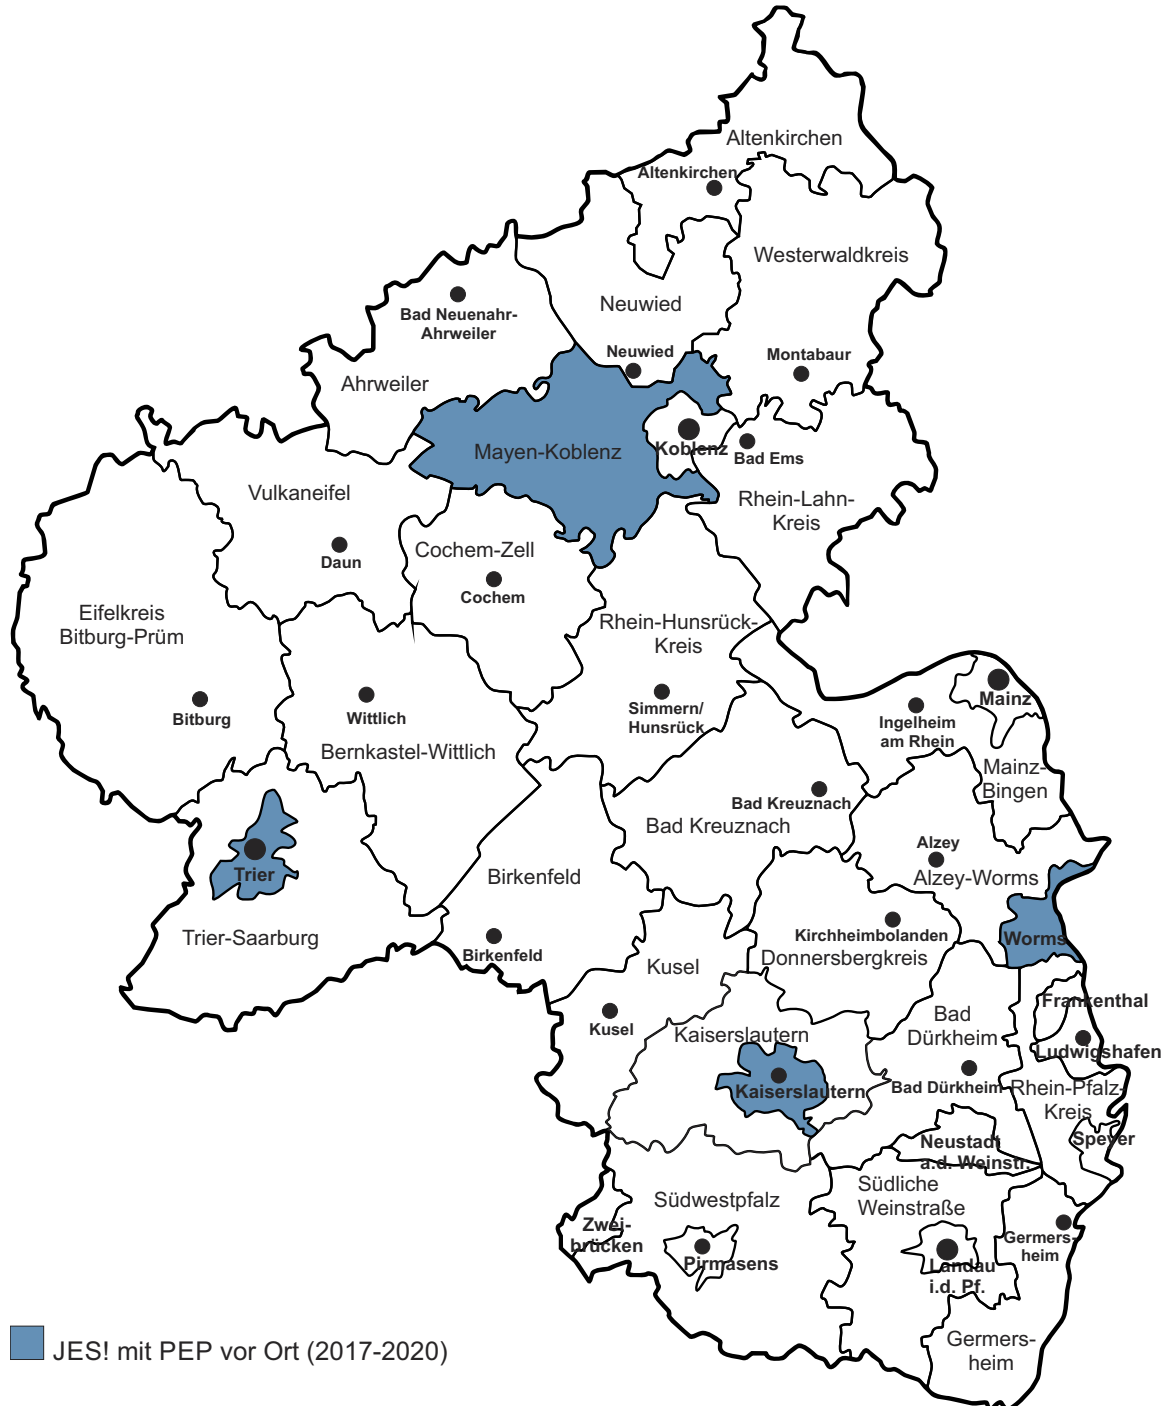 Altenkirchen
Altenkirchen
Westerwaldkreis
Neuwied
Bad Neuenahr-
Ahrweiler
Neuwied
Montabaur
Ahrweiler
Mayen-Koblenz
Koblenz
Bad Ems
Vulkaneifel
Rhein-Lahn-
Kreis
Cochem-Zell
Daun
Cochem
Eifelkreis
Bitburg-Prüm
Rhein-Hunsrück-
Kreis
Mainz
Bitburg
Wittlich
Simmern/
Hunsrück
Ingelheim
am Rhein
Bernkastel-Wittlich
Mainz-
Bingen
Bad Kreuznach
Bad Kreuznach
Alzey
Alzey-Worms
Trier
Birkenfeld
Trier-Saarburg
Birkenfeld
Kirchheimbolanden
Donnersbergkreis
Worms
Kusel
Kusel
Kaiserslautern
Bad
Dürkheim
Frankenthal
Ludwigshafen
Kaiserslautern
Bad Dürkheim
Rhein-Pfalz-
Kreis
Speyer
Neustadt
a.d. Weinstr.
Südliche
Weinstraße
Südwestpfalz
Zwei-
brücken
Pirmasens
Germers-
heim
Landau
i.d. Pf.
Germers-
heim
JES! mit PEP vor Ort (2017-2020)